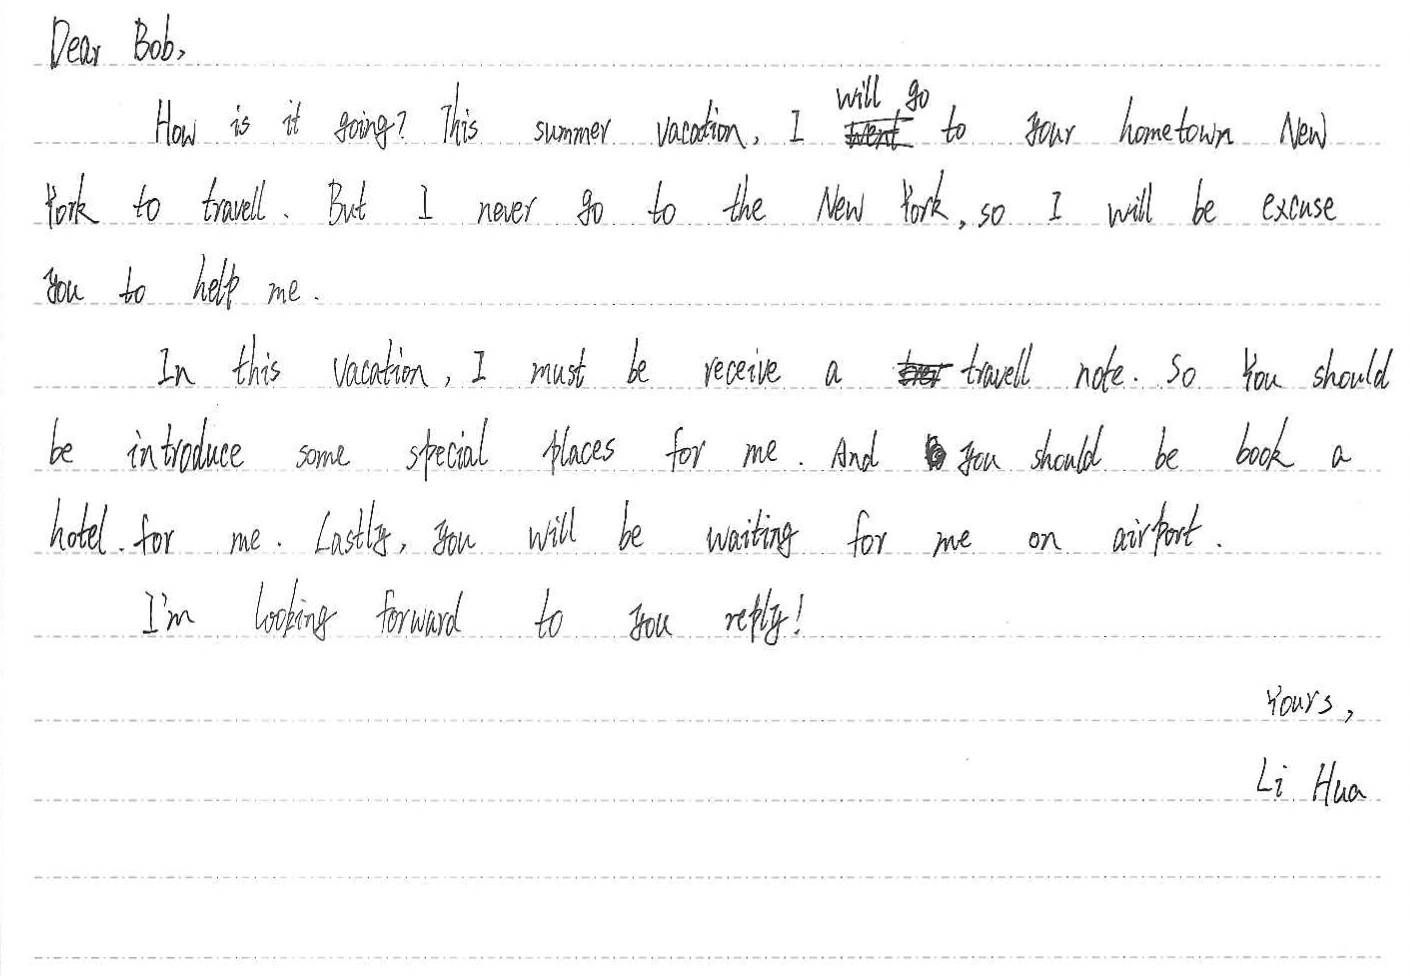 Dear Bob,
will go
How is it going? This summer vacation, I to your hometown New
York to travell. But I never go to the New York, so I will be excuse
you to help me.
In this vacation, I must be receive a travell note. So you should
be introduce some special places for me. And you should be book a
hotel. for me. Lastly, you will be waiting for me on airport.
I'm looking forward to you reply!
Yours,
Li Hua